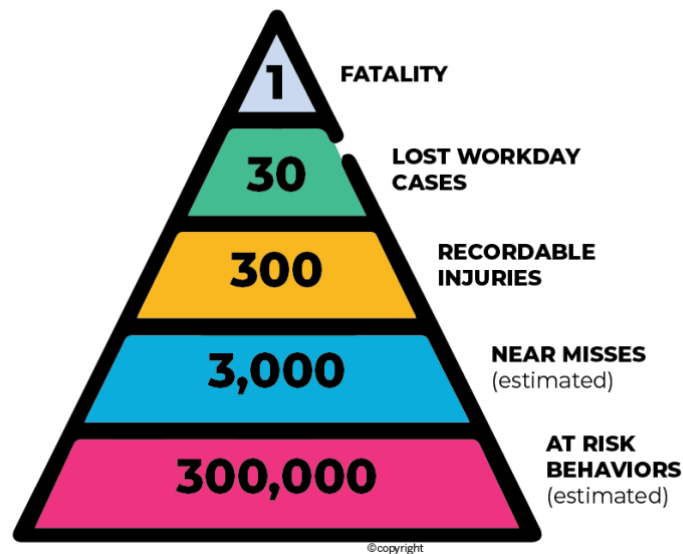 1
FATALITY
30
LOST WORKDAY
CASES
300
RECORDABLE
INJURIES
3,000
NEAR MISSES
(estimated)
300,000
AT RISK
BEHAVIORS
(estimated)
©copyright